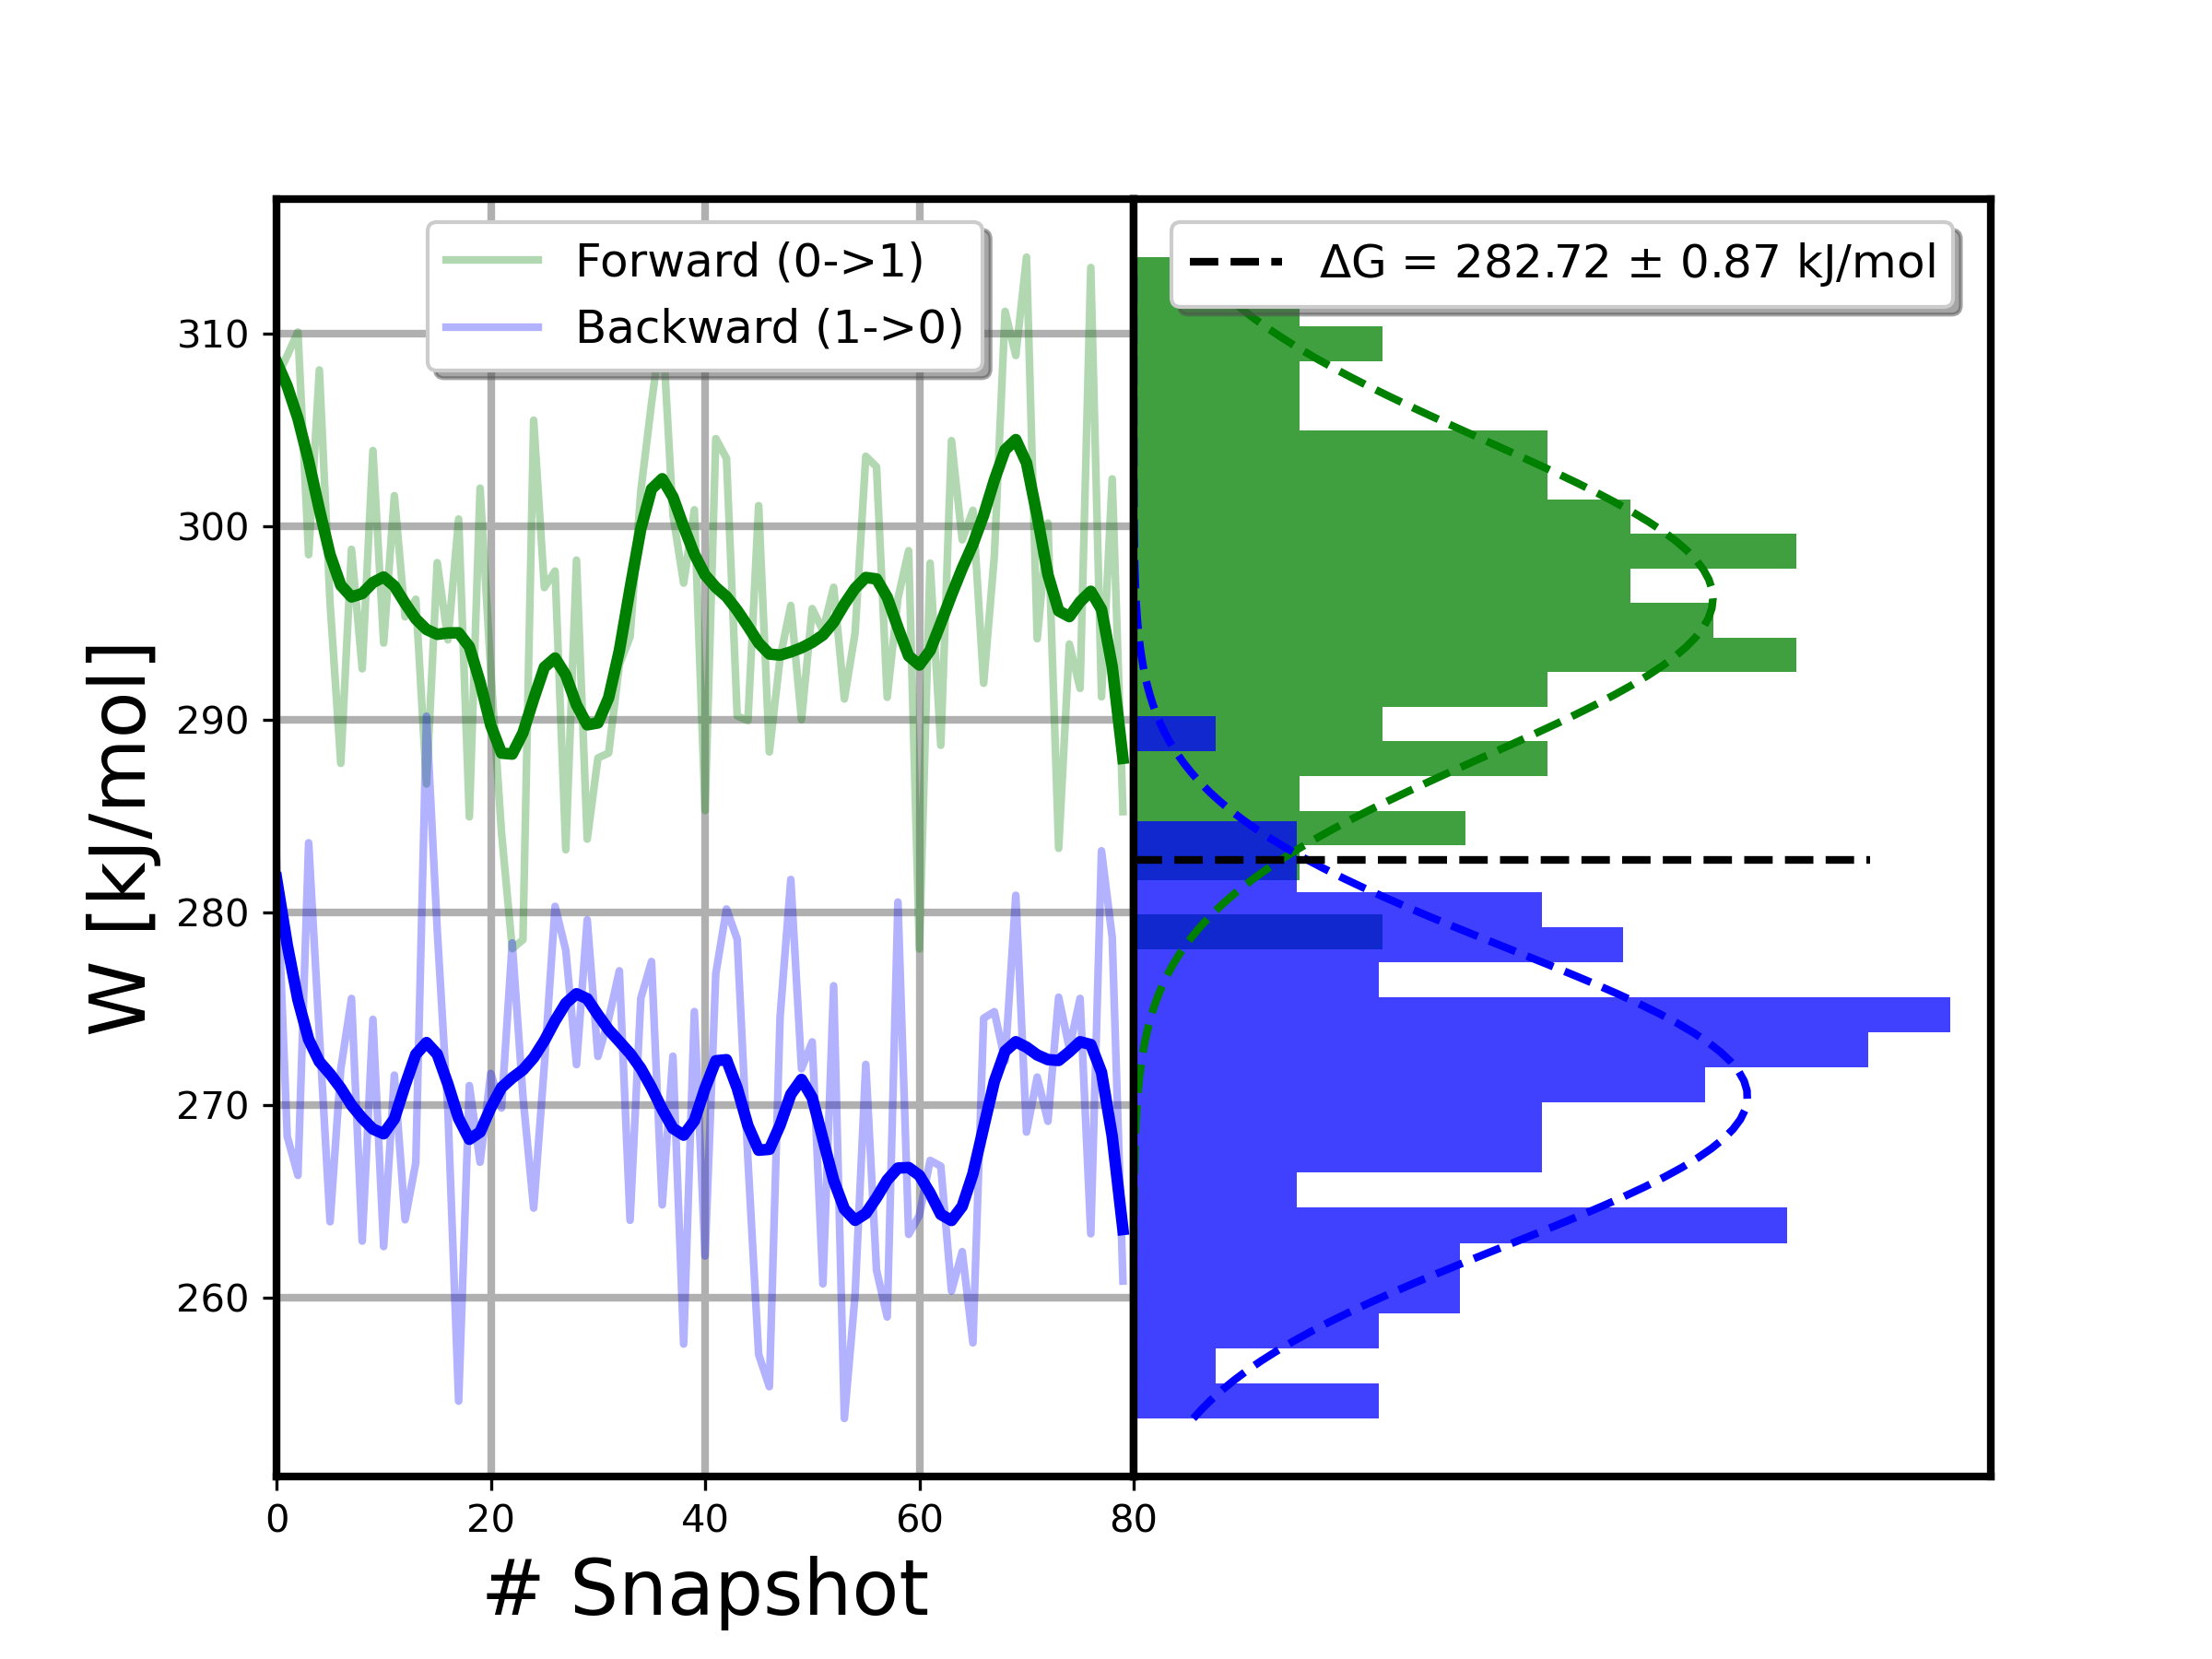 Forward (0->1)
Backward (1->0)
ΔG = 282.72 ± 0.87 kJ/mol
W [kJ/mol]
310
300
290
280
270
260
0 20 40 60 80
# Snapshot